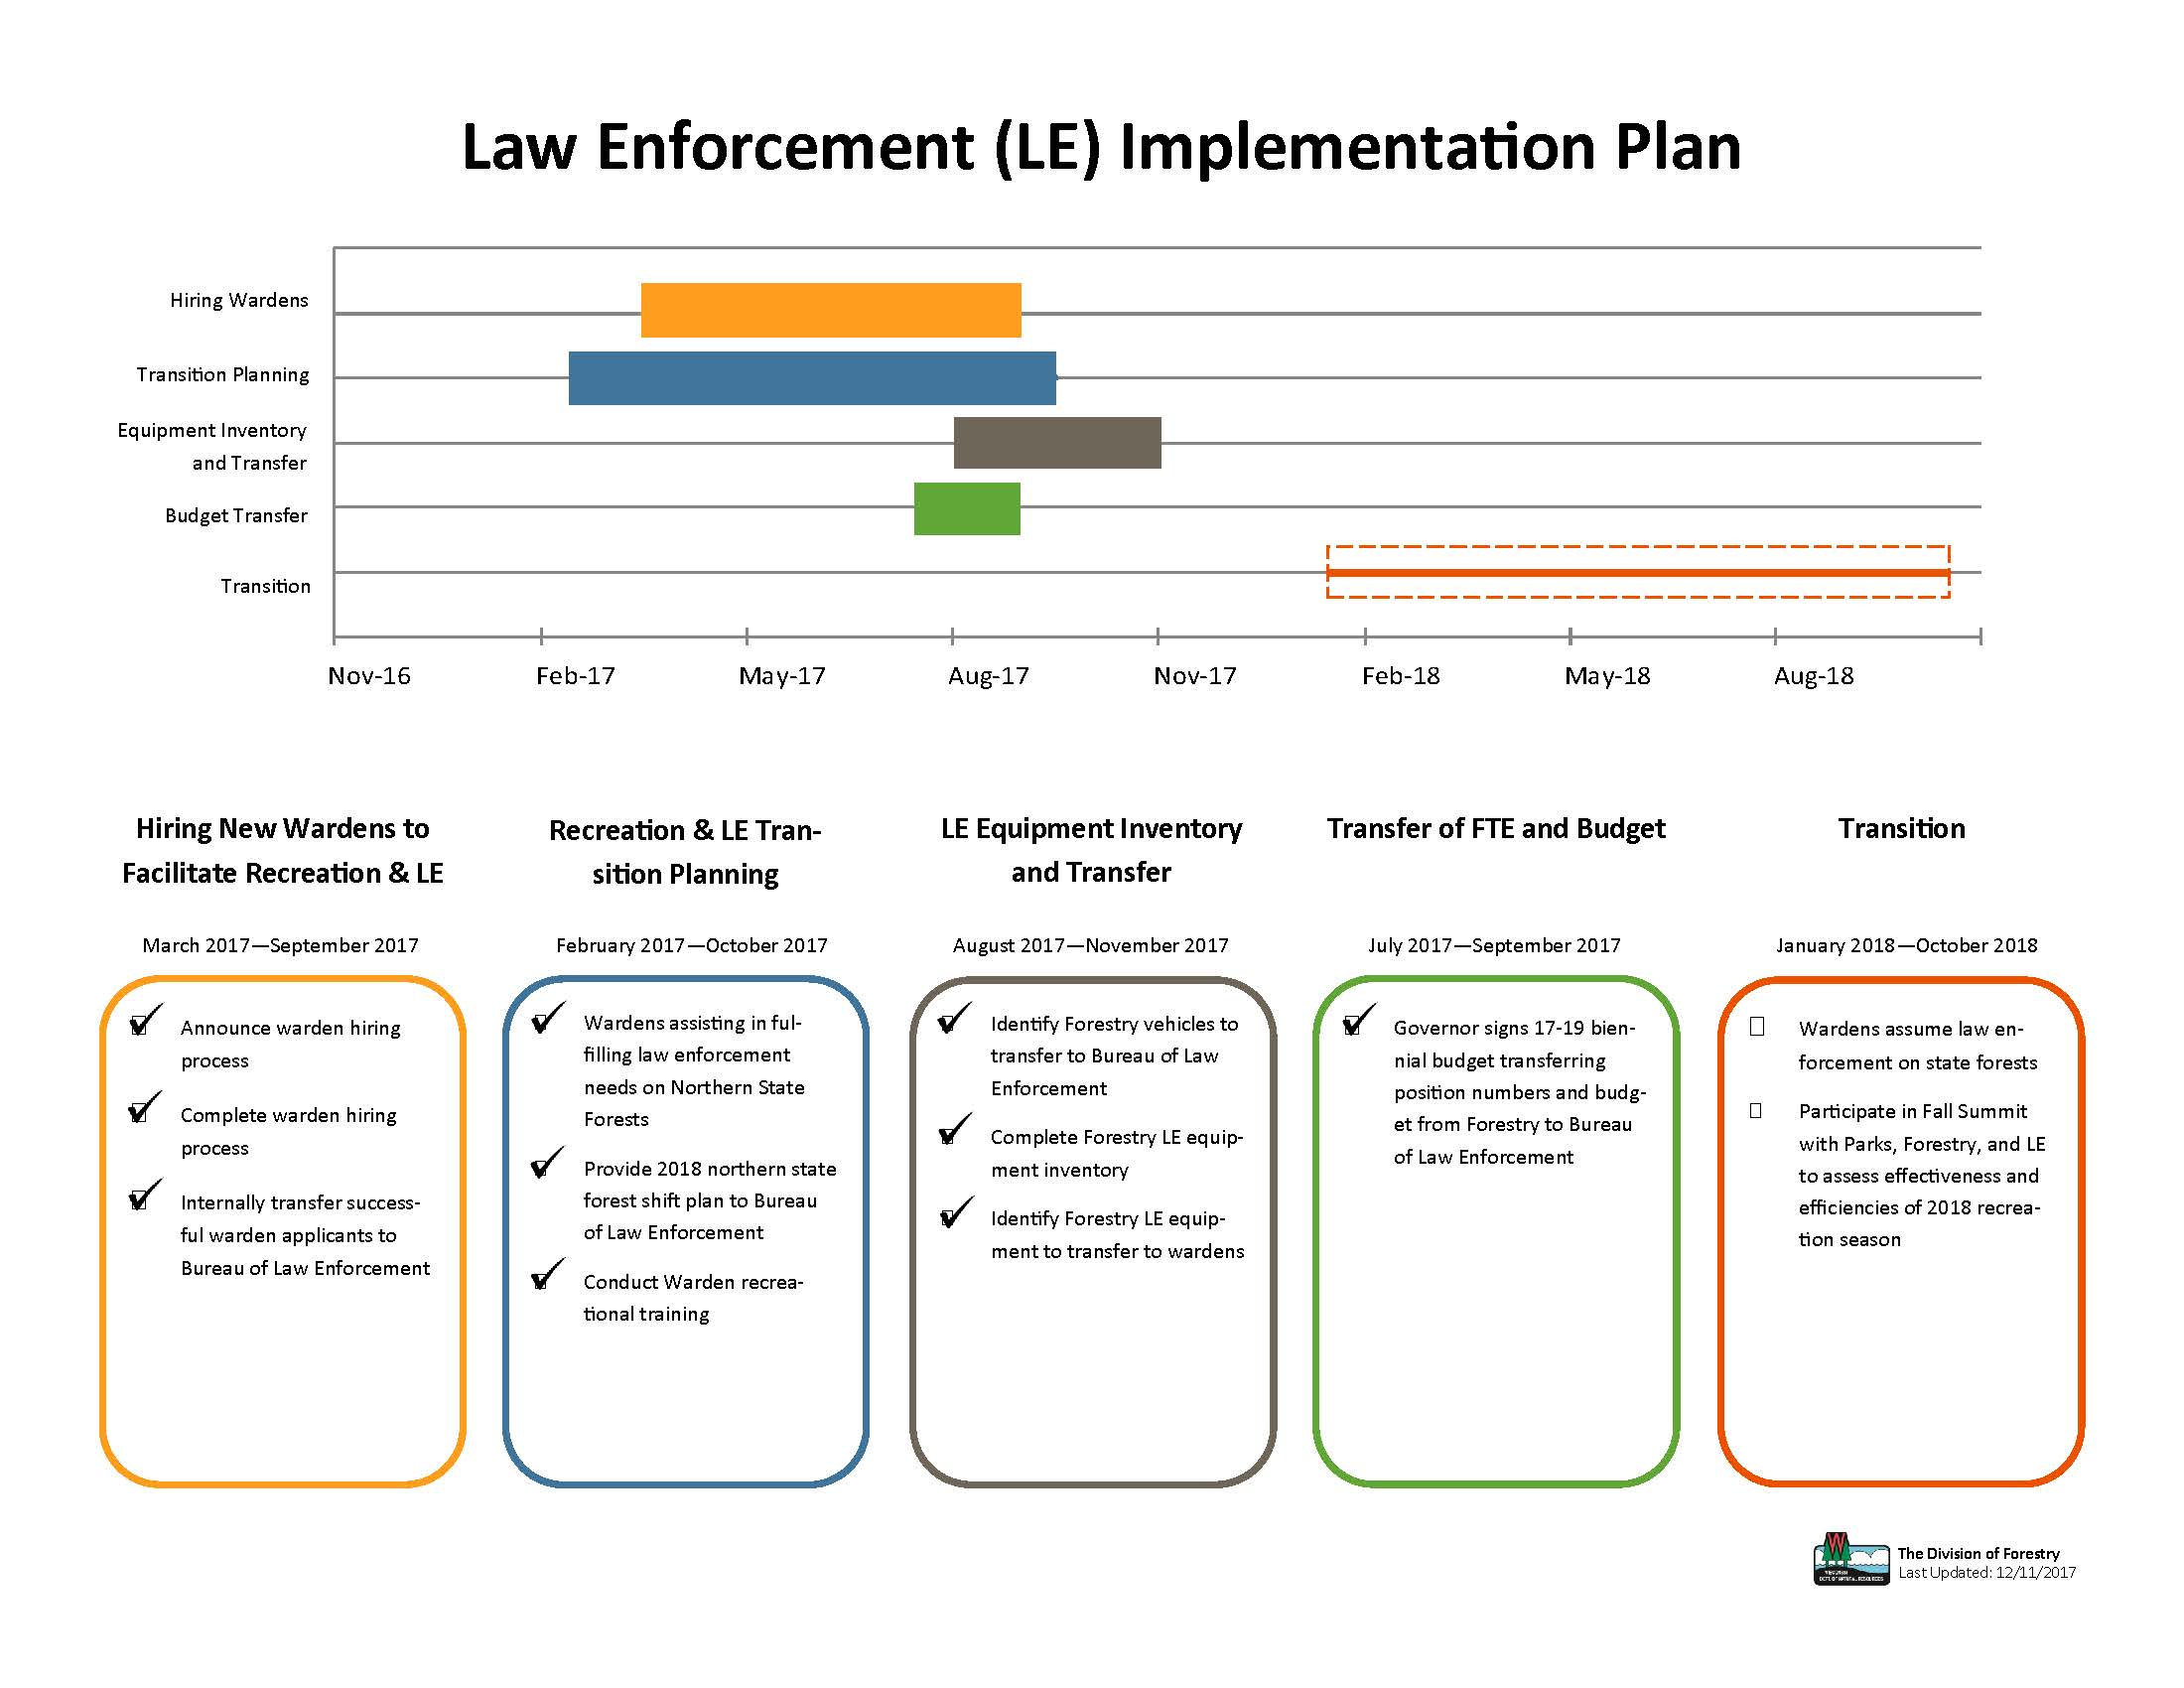 Law Enforcement (LE) Implementation Plan
Hiring Wardens
Transition Planning
Equipment Inventory
and Transfer
Budget Transfer
Transition
Nov-16
Feb-17
May-17
Aug-17
Nov-17
Feb-18
May-18
Aug-18
Hiring New Wardens to
Facilitate Recreation & LE
March 2017—September 2017
Announce warden hiring
process
Complete warden hiring
process
Internally transfer success-
ful warden applicants to
Bureau of Law Enforcement
Recreation & LE Tran-
sition Planning
February 2017—October 2017
Wardens assisting in ful-
filling law enforcement
needs on Northern State
Forests
Provide 2018 northern state
forest shift plan to Bureau
of Law Enforcement
Conduct Warden recrea-
tional training
LE Equipment Inventory
and Transfer
August 2017—November 2017
Identify Forestry vehicles to
transfer to Bureau of Law
Enforcement
Complete Forestry LE equip-
ment inventory
Identify Forestry LE equip-
ment to transfer to wardens
Transfer of FTE and Budget
July 2017—September 2017
Governor signs 17-19 bien-
nial budget transferring
position numbers and budg-
et from Forestry to Bureau
of Law Enforcement
Transition
January 2018—October 2018
Wardens assume law en-
forcement on state forests
Participate in Fall Summit
with Parks, Forestry, and LE
to assess effectiveness and
efficiencies of 2018 recrea-
tion season
W
The Division of Forestry
Last Updated: 12/11/2017